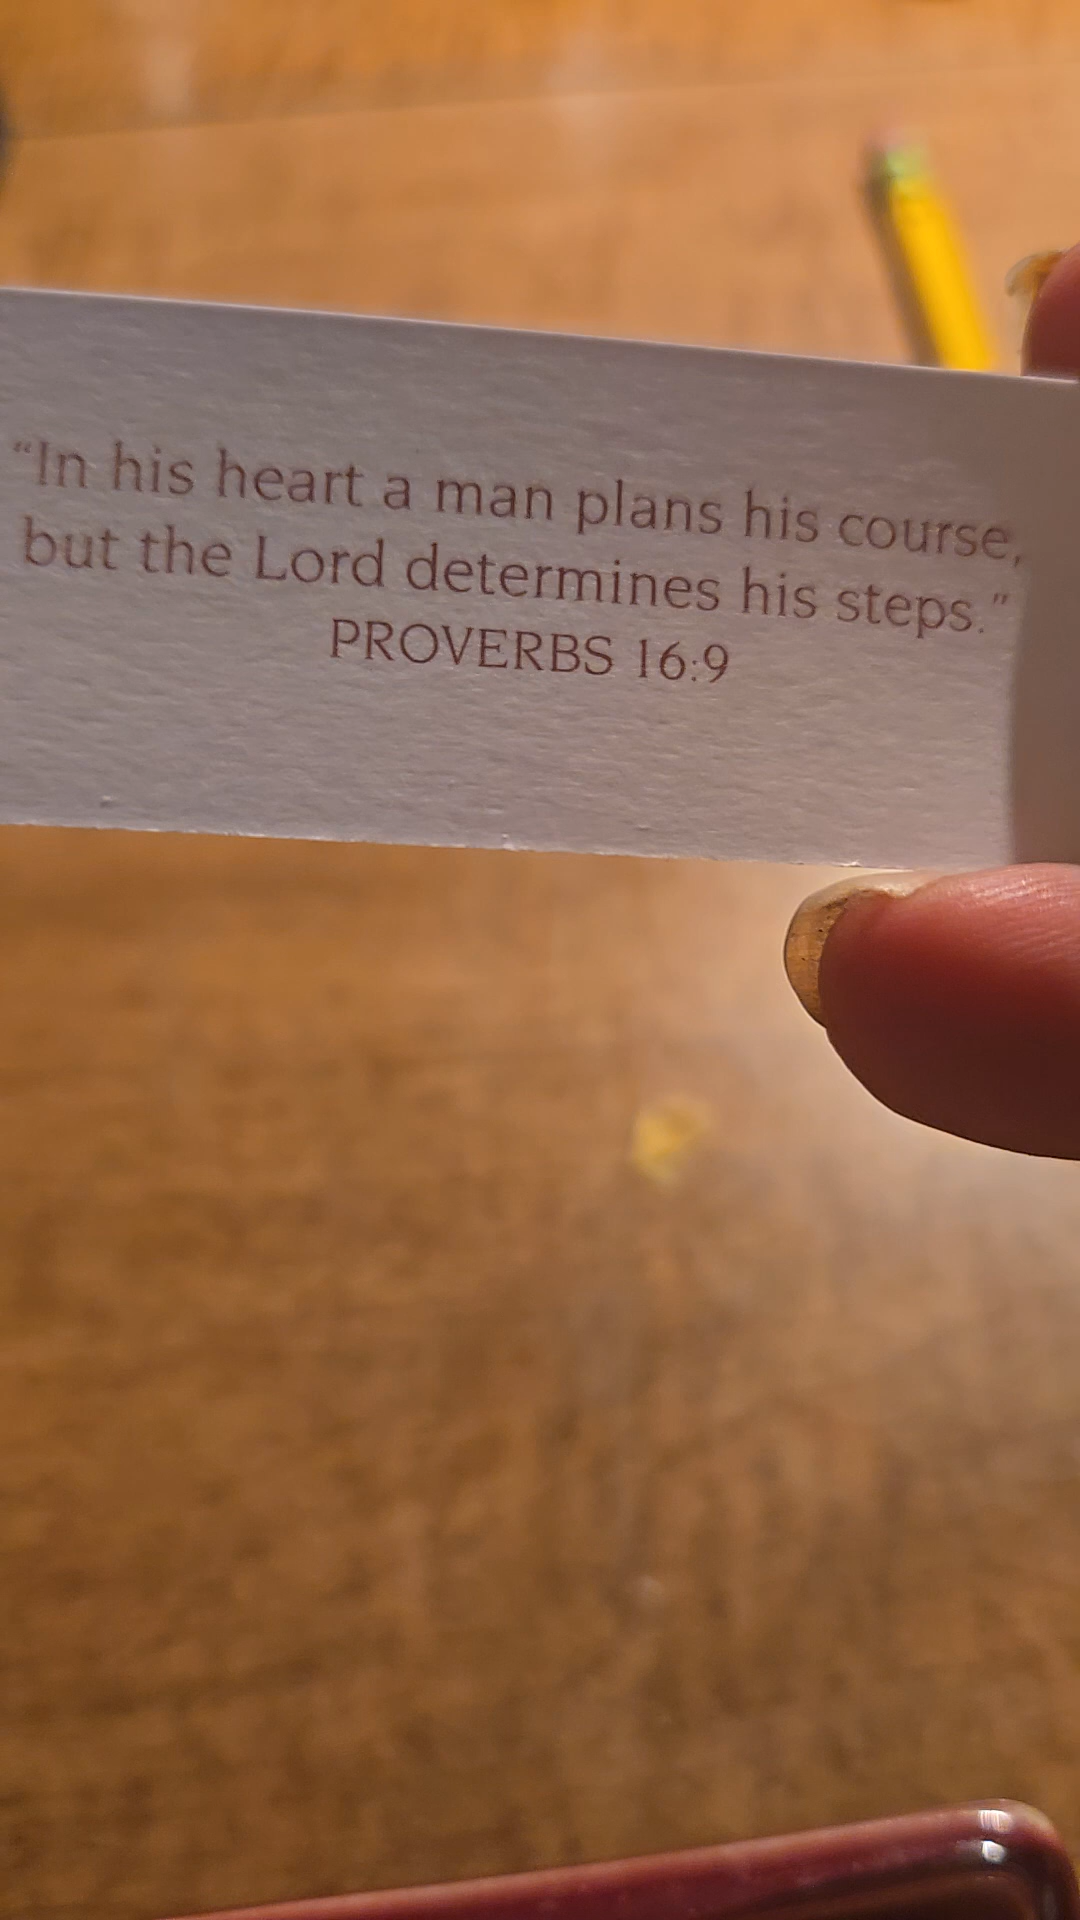 “In his heart a man plans his course,
but the Lord determines his steps.”
PROVERBS 16:9